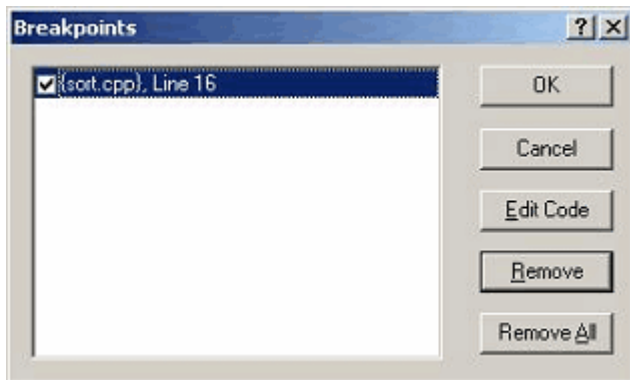 Breakpoints
{sort.cpp}, Line 16
OK
Cancel
Edit Code
Remove
Remove All